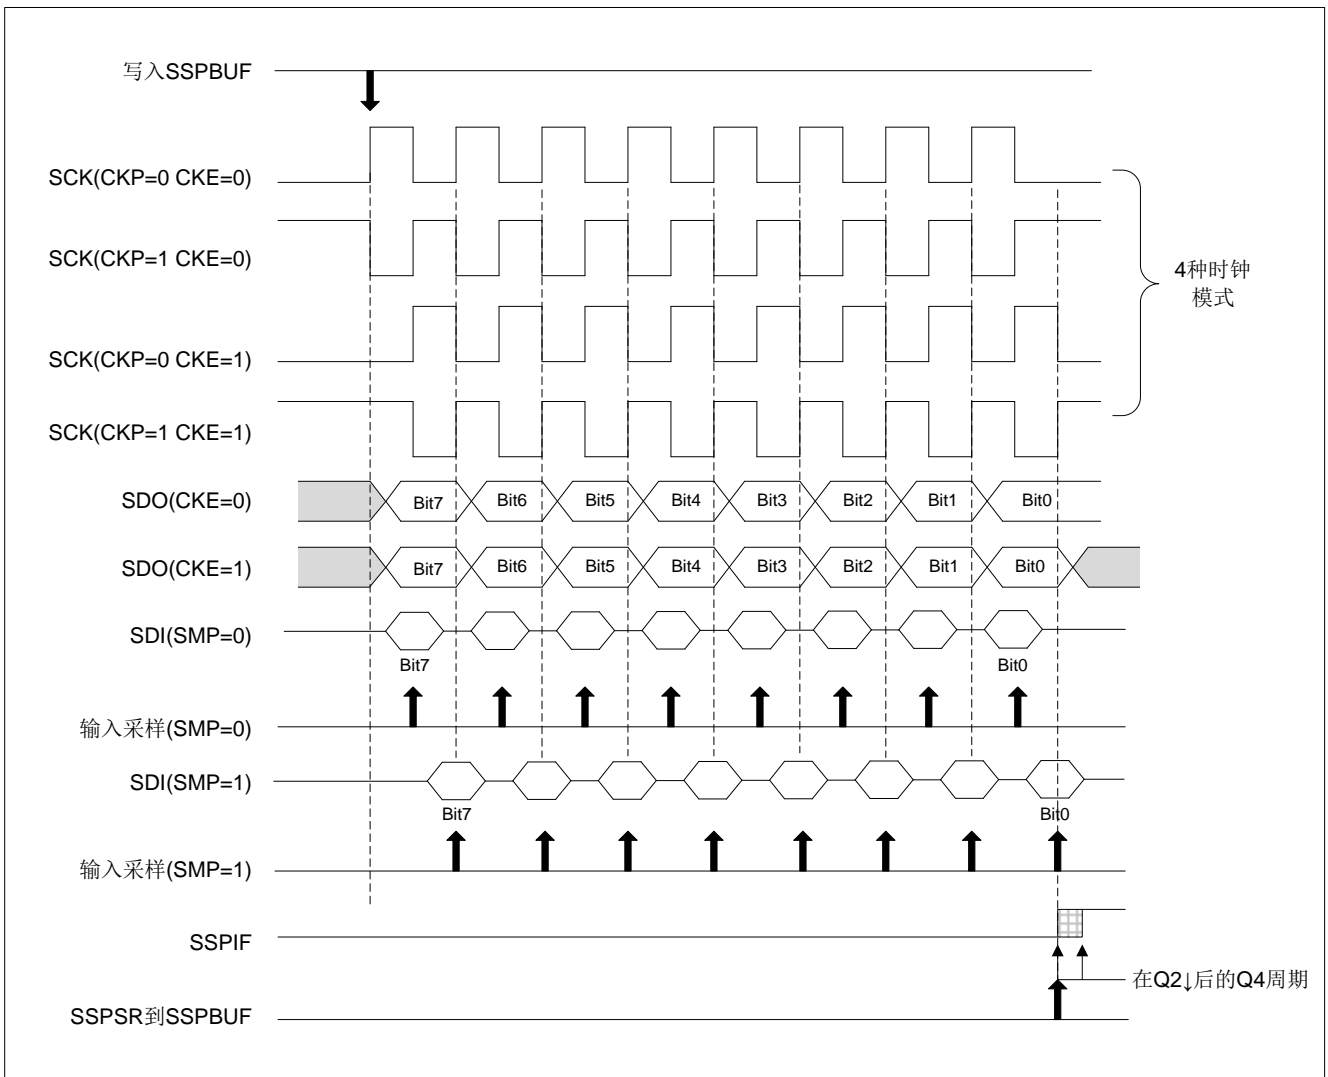 写入SSPBUF
SCK(CKP=0 CKE=0)
SCK(CKP=1 CKE=0)
4种时钟
模式
SCK(CKP=0 CKE=1)
SCK(CKP=1 CKE=1)
SDO(CKE=0)
Bit7 Bit6 Bit5 Bit4 Bit3 Bit2 Bit1 Bit0
SDO(CKE=1)
Bit7 Bit6 Bit5 Bit4 Bit3 Bit2 Bit1 Bit0
SDI(SMP=0)
Bit7 Bit0
输入采样(SMP=0)
SDI(SMP=1)
Bit7 Bit0
输入采样(SMP=1)
SSPIF
在Q2↓后的Q4周期
SSPSR到SSPBUF